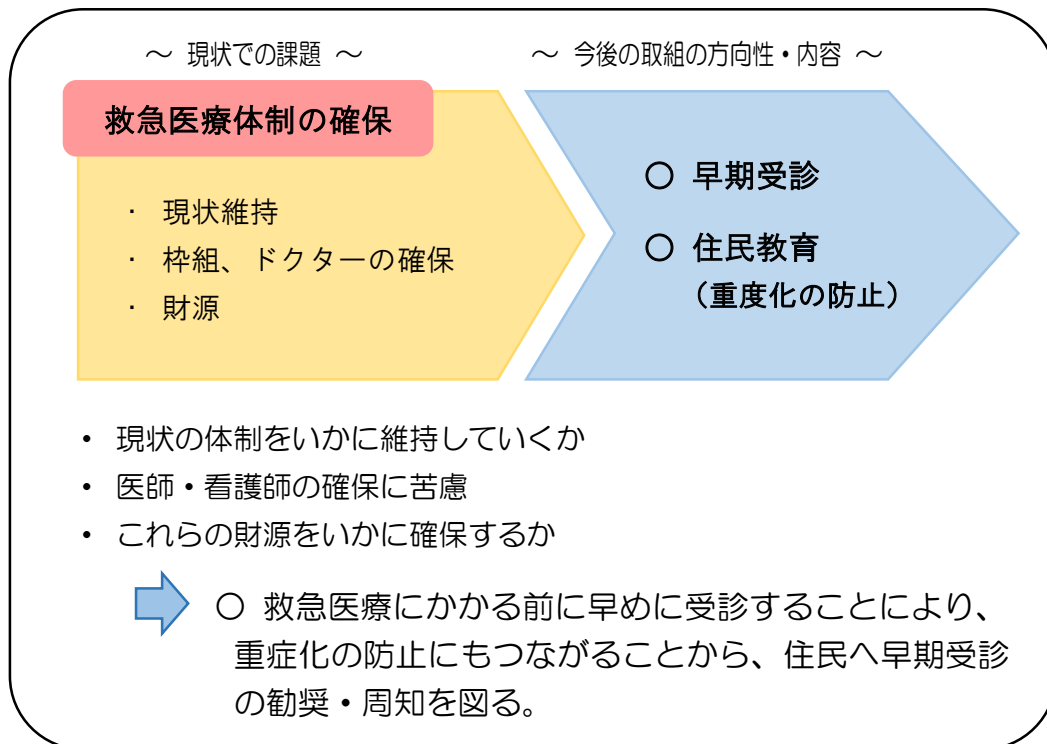 ～ 現状での課題 ～
～ 今後の取組の方向性・内容 ～
救急医療体制の確保
・ 現状維持
・ 枠組、ドクターの確保
・ 財源
○ 早期受診
○ 住民教育
（重度化の防止）
• 現状の体制をいかに維持していくか
• 医師・看護師の確保に苦慮
• これらの財源をいかに確保するか
○ 救急医療にかかる前に早めに受診することにより、
重症化の防止にもつながることから、住民へ早期受診
の勧奨・周知を図る。